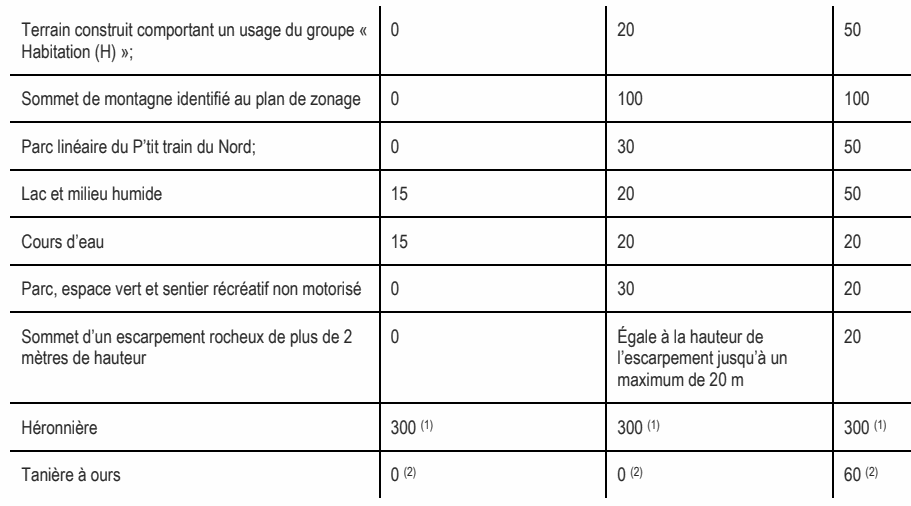 Terrain construit comportant un usage du groupe « 0 20 50
Habitation (H) »;
Sommet de montagne identifié au plan de zonage 0 100 100
Parc linéaire du P'tit train du Nord; 0 30 50
Lac et milieu humide 15 20 50
Cours d'eau 15 20 20
Parc, espace vert et sentier récréatif non motorisé 0 30 20
Sommet d'un escarpement rocheux de plus de 2 0 Égale à la hauteur de 20
mètres de hauteur l'escarpement jusqu'à un
maximum de 20 m
Héronnière 300 (1) 300 (1) 300 (1)
Tanière à ours 0 (2) 0 (2) 60 (2)